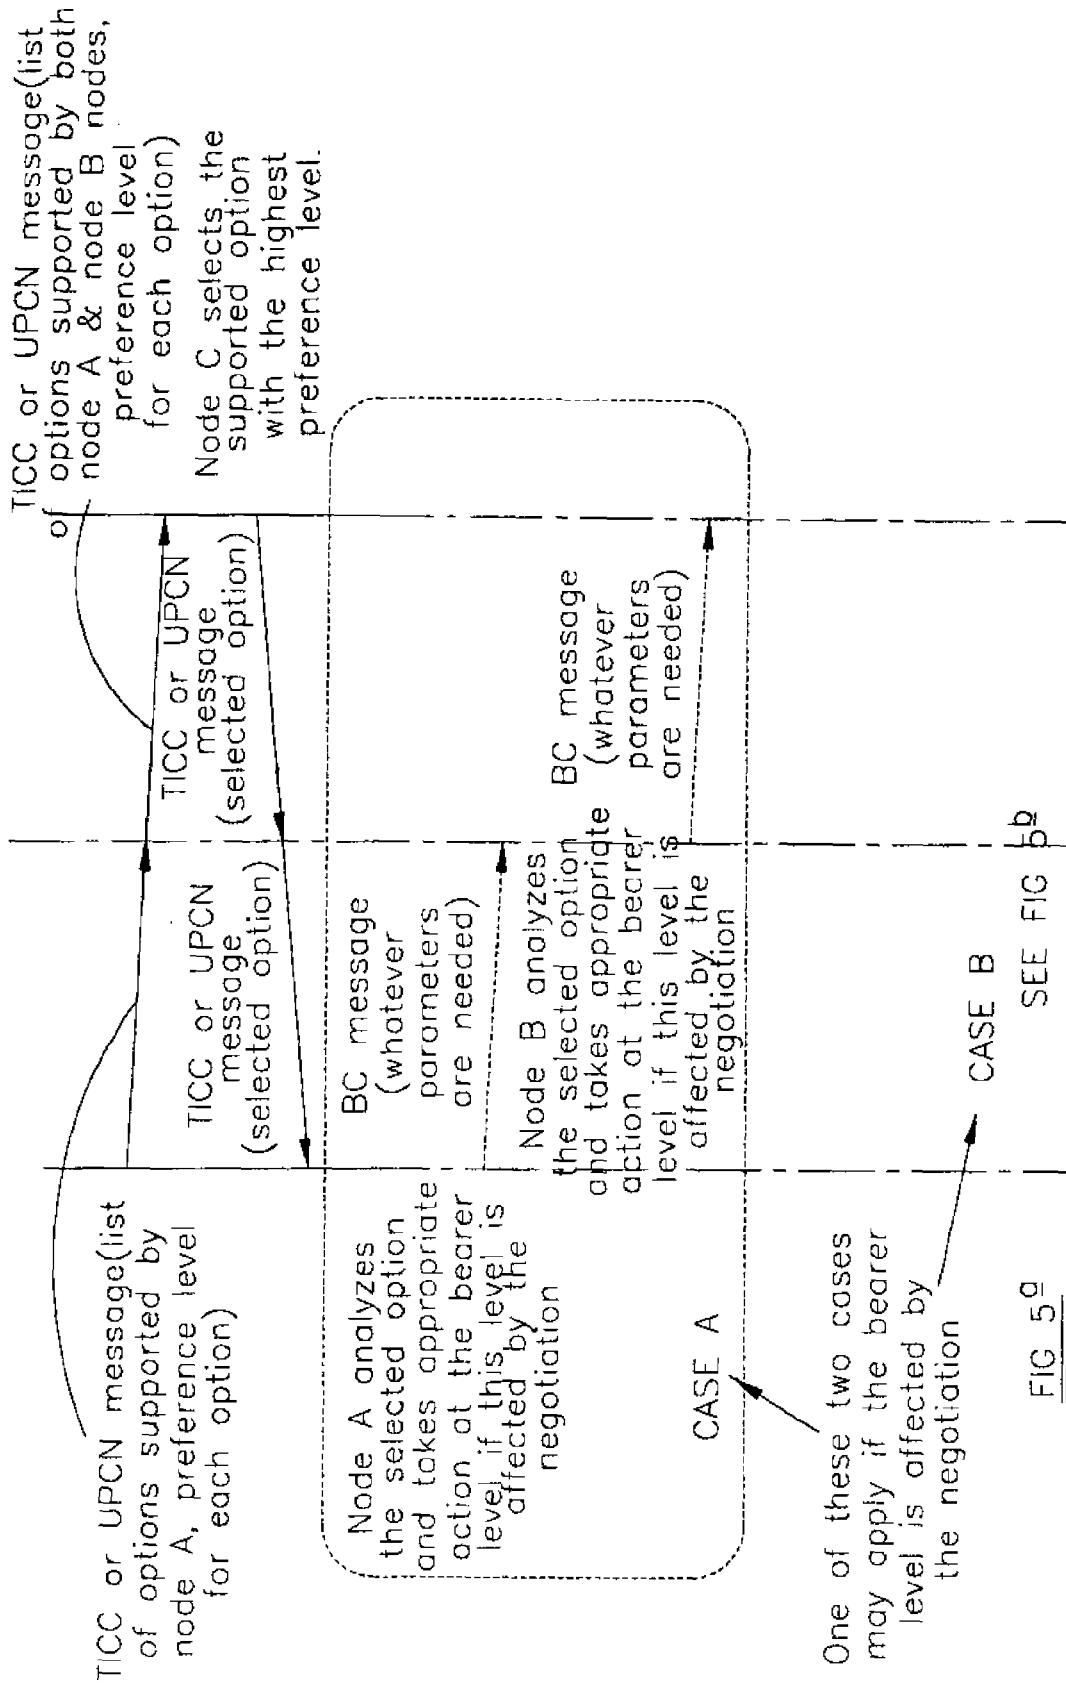 TICC or UPCN message(list
of options supported by
node A, preference level
for each option)
TICC or UPCN message(list
of options supported by both
node A & node B nodes,
preference level
for each option)
TICC or UPCN
message
(selected option)
TICC or UPCN
message
(selected option)
Node C selects the
supported option
with the highest
preference level.
Node A analyzes
the selected option
and takes appropriate
action at the bearer
level if this level is
affected by the
negotiation
BC message
(whatever
parameters
are needed)
Node B analyzes
the selected option
and takes appropriate
action at the bearer
level if this level is
affected by the
negotiation
BC message
(whatever
parameters
are needed)
CASE A
One of these two cases
may apply if the bearer
level is affected by
the negotiation
CASE B
SEE FIG 5b
FIG 5a